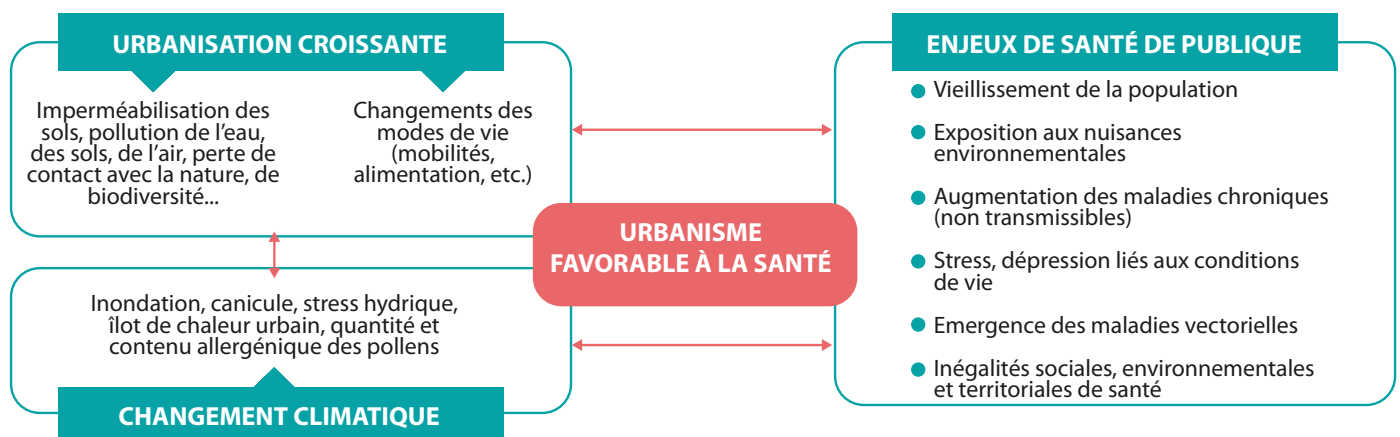 URBANISATION CROISSANTE
Imperméabilisation des
sols, pollution de l'eau,
des sols, de l'air, perte de
contact avec la nature, de
biodiversité...
Changements des
modes de vie
(mobilités,
alimentation, etc.)
Inondation, canicule, stress hydrique,
îlot de chaleur urbain, quantité et
contenu allergénique des pollens
CHANGEMENT CLIMATIQUE
URBANISME
FAVORABLE À LA SANTÉ
ENJEUX DE SANTÉ DE PUBLIQUE
Vieillissement de la population
Exposition aux nuisances
environnementales
Augmentation des maladies chroniques
(non transmissibles)
Stress, dépression liés aux conditions
de vie
Emergence des maladies vectorielles
Inégalités sociales, environnementales
et territoriales de santé